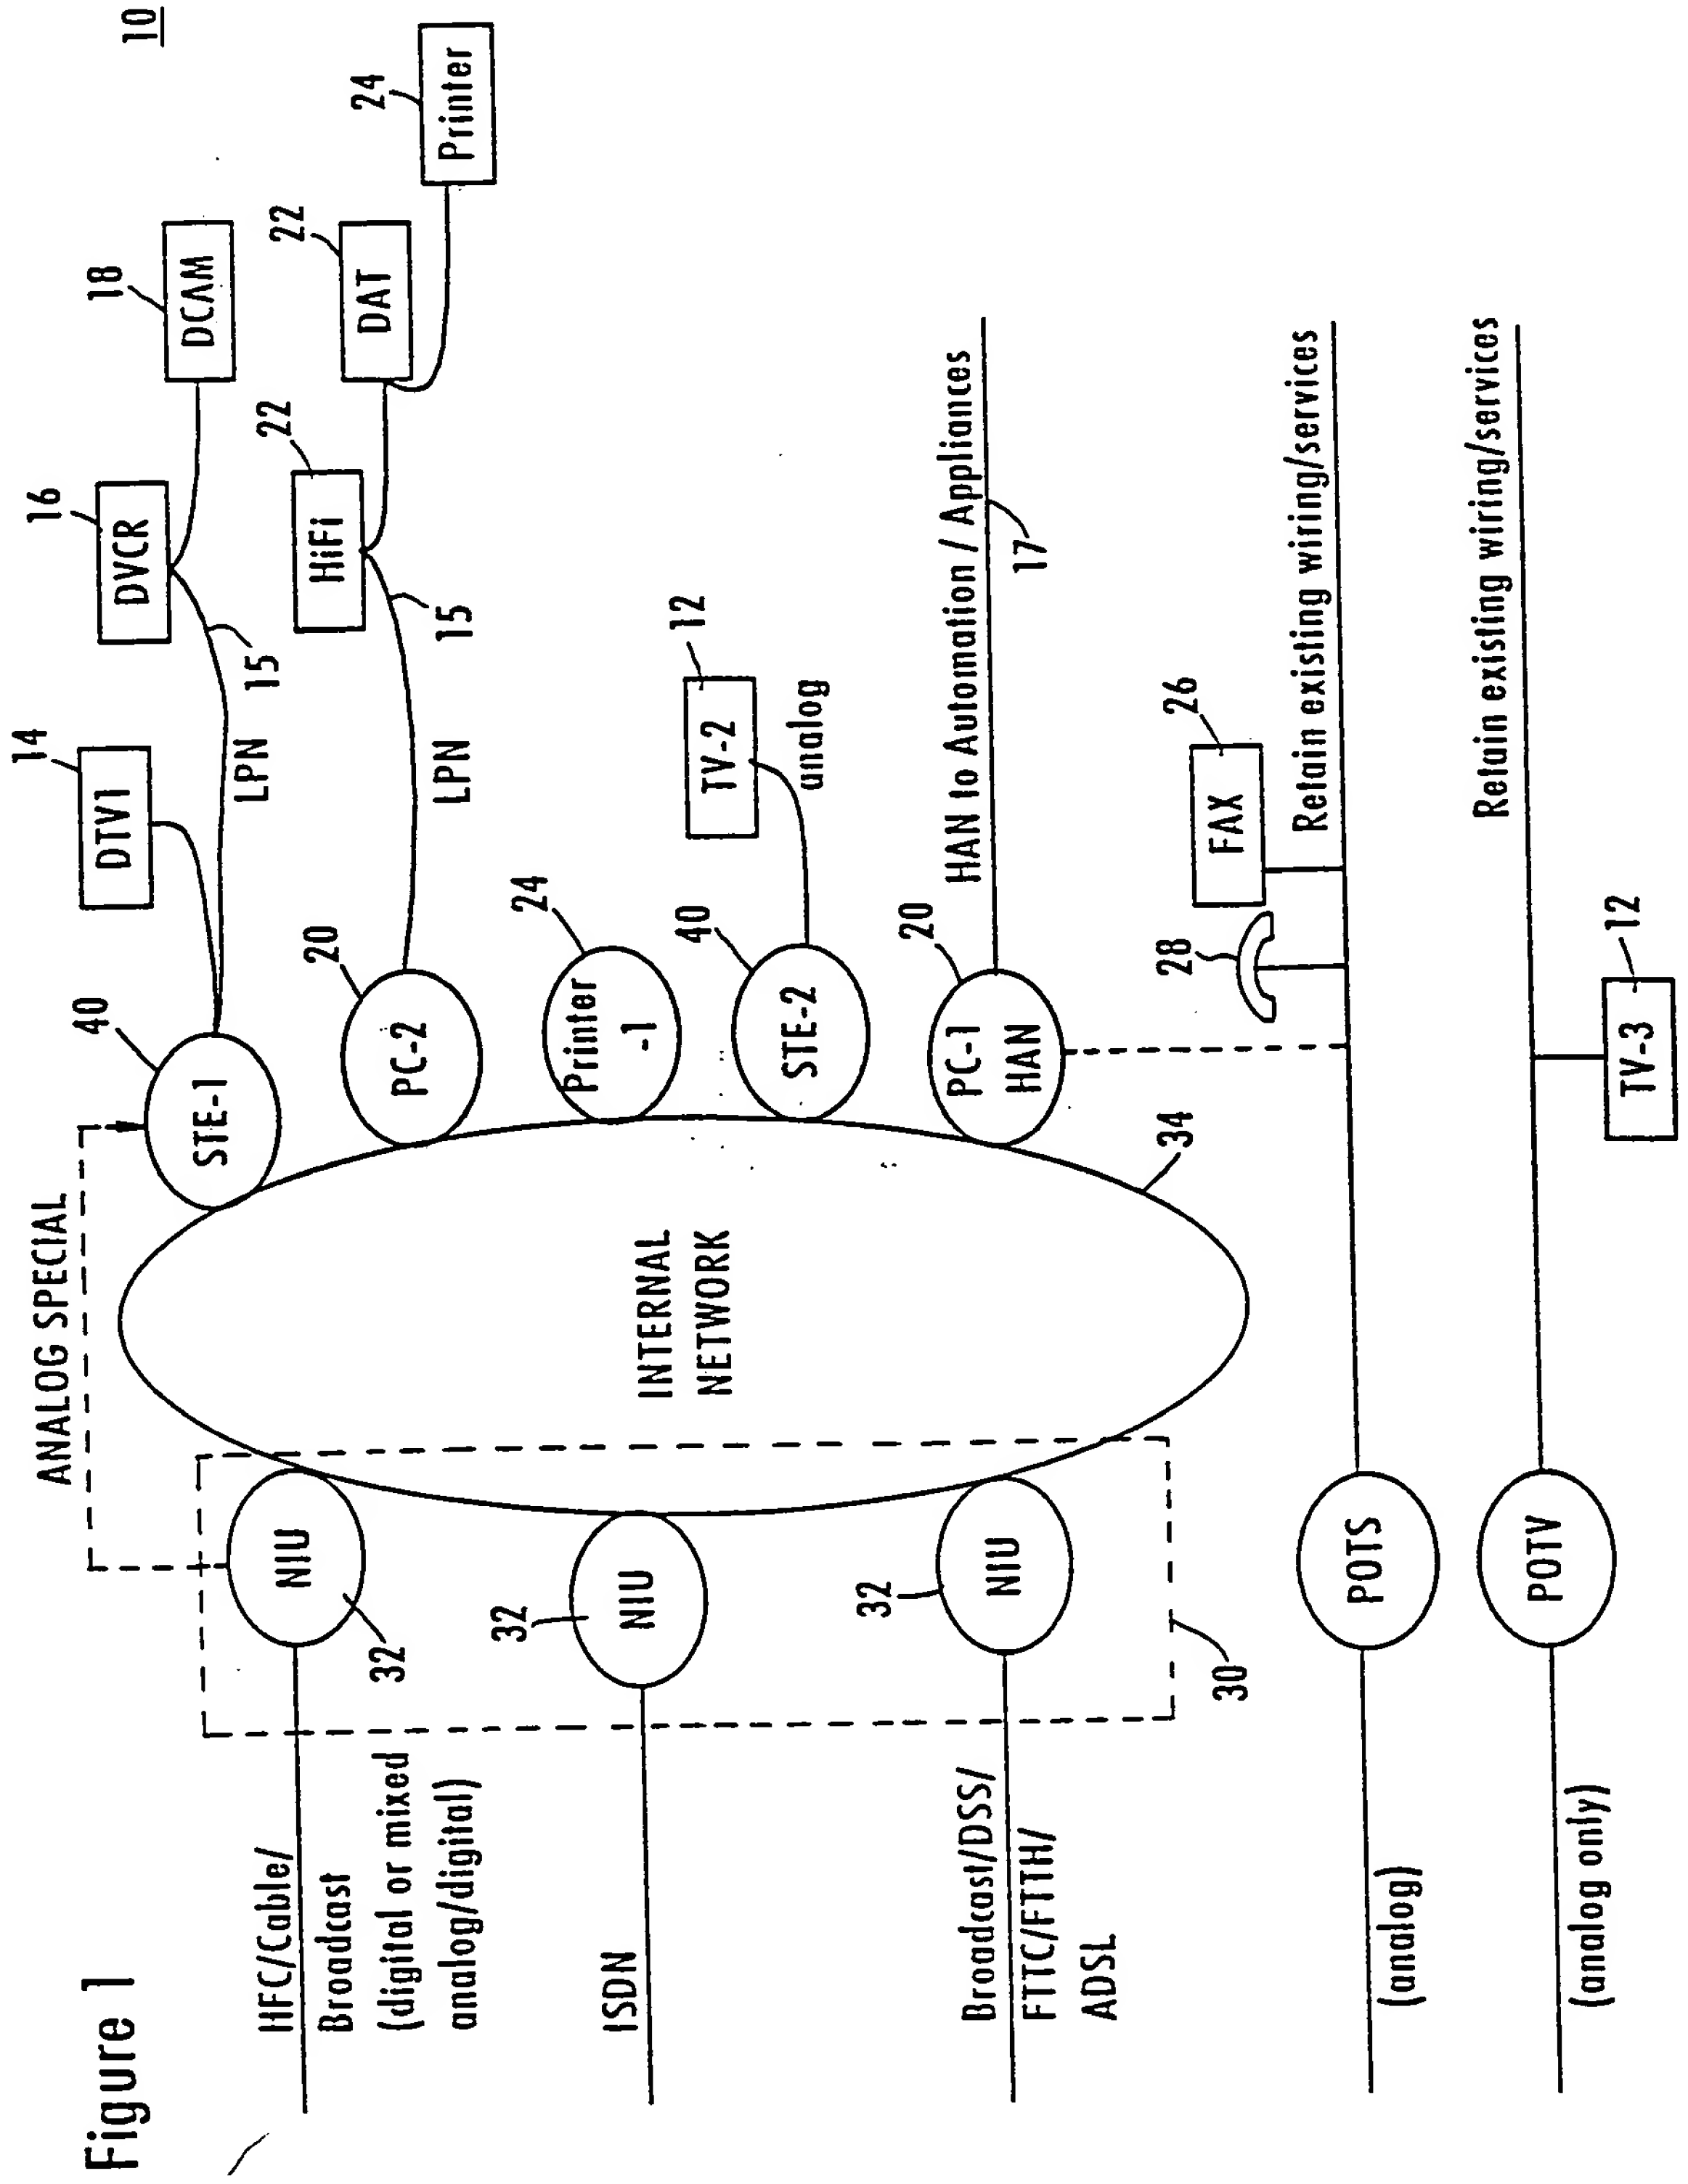 Figure 1
10
ANALOG SPECIAL
HFC/Cable/
Broadcast
(digital or mixed
analog/digital)
NIU
32
40
STE-1
14
DTV1
LPN
15
16
DVCR
18
DCAM
20
PC-2
LPN
15
22
HiFi
22
DAT
24
Printer
ISDN
32
NIU
INTERNAL
NETWORK
24
Printer
-1
40
STE-2
12
TV-2
analog
Broadcast/DSS/
FTTC/FTTH/
ADSL
32
NIU
30
34
20
PC-1
HAN
HAN to Automation / Appliances
17
(analog)
POTS
28
26
FAX
Retain existing wiring/services
(analog only)
POTV
12
TV-3
Retain existing wiring/services